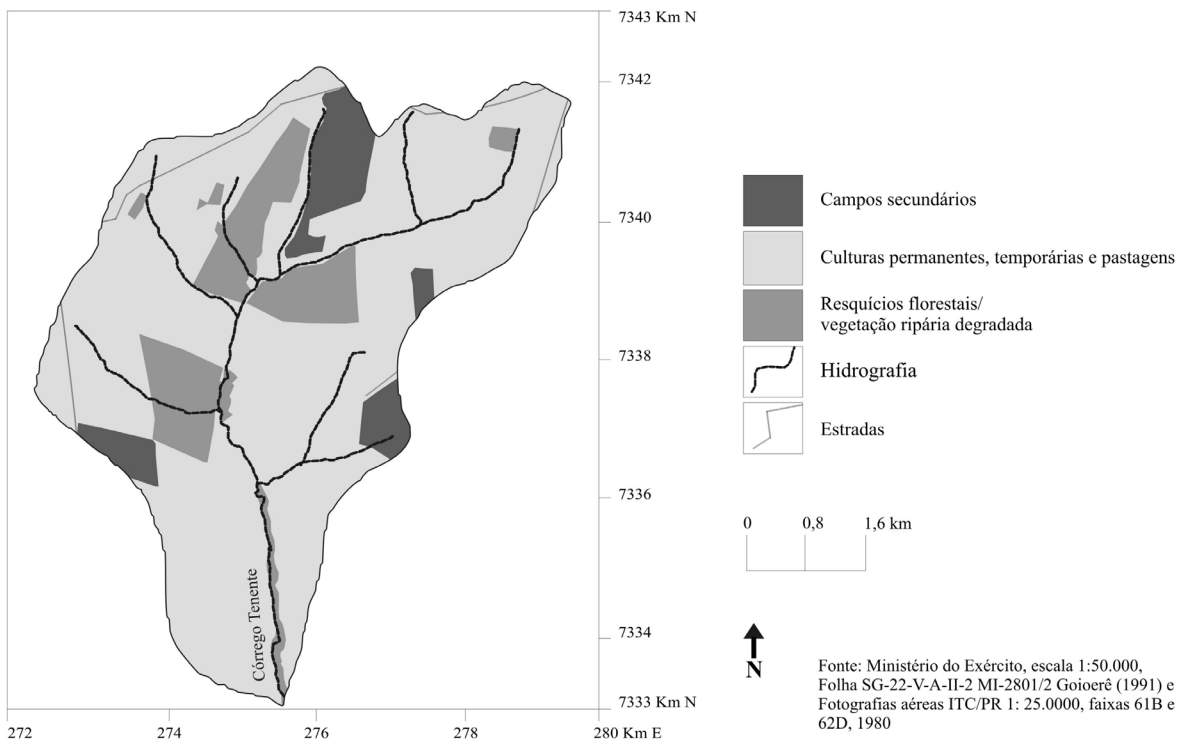 7343 Km N
7342
7340
7338
7336
7334
7333 Km N
272
274
276
278
280 Km E
Córrego Tenente
Campos secundários
Culturas permanentes, temporárias e pastagens
Resquícios florestais/
vegetação ripária degradada
Hidrografia
Estradas
0
0,8
1,6 km
N
Fonte: Ministério do Exército, escala 1:50.000,
Folha SG-22-V-A-II-2 MI-2801/2 Goioerê (1991) e
Fotografias aéreas ITC/PR 1: 25.0000, faixas 61B e
62D, 1980